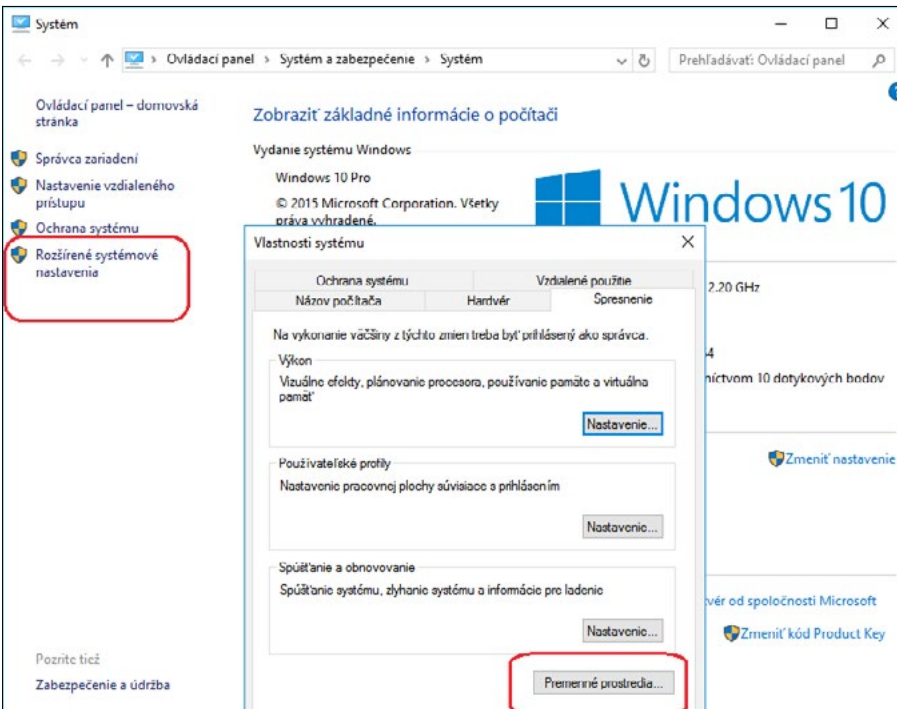 Systém
Ovládací panel > Systém a zabezpečenie > Systém
Prehľadávať: Ovládací panel
Ovládací panel – domovská
stránka
Správca zariadení
Nastavenie vzdialeného
prístupu
Ochrana systému
Rozšírené systémové
nastavenia
Pozrite tiež
Zabezpečenie a údržba
Zobraziť základné informácie o počítači
Vydanie systému Windows
Windows 10 Pro
© 2015 Microsoft Corporation. Všetky
práva vyhradené.
Windows 10
2.20 GHz
níctvom 10 dotykových bodov
Zmeniť nastavenie
vér od spoločnosti Microsoft
Zmeniť kód Product Key
Vlastnosti systému
Ochrana systému
Vzdialené použitie
Názov počítača
Hardvér
Spresnenie
Na vykonanie väčšiny z týchto zmien treba byť prihlásený ako správca.
Výkon
Vizuálne efekty, plánovanie procesora, používanie pamäte a virtuálna
pamäť
Nastavenie...
Používateľské profily
Nastavenie pracovnej plochy súvisiace s prihlásením
Nastavenie...
Spúšťanie a obnovovanie
Spúšťanie systému, zlyhanie systému a informácie pre ladenie
Nastavenie...
Premenné prostredia...